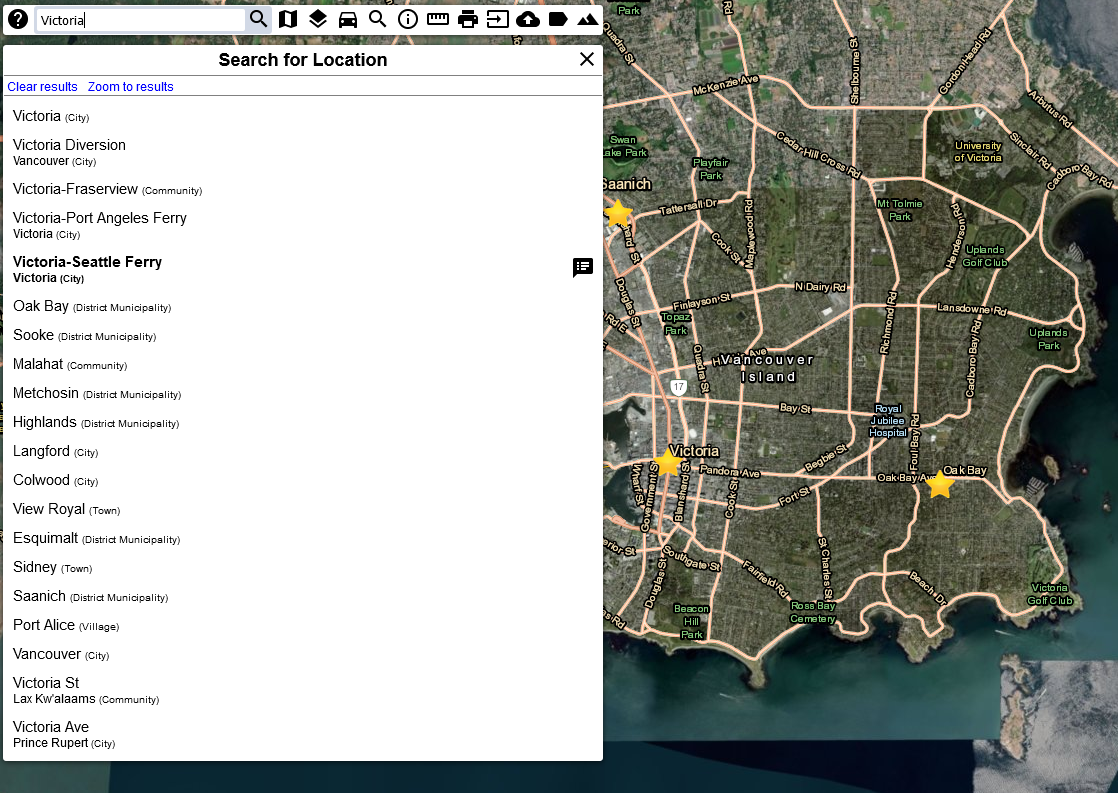 Victoria
Search for Location
Clear results Zoom to results
Victoria (City)
Victoria Diversion
Vancouver (City)
Victoria-Fraserview (Community)
Victoria-Port Angeles Ferry
Victoria (City)
Victoria-Seattle Ferry
Victoria (City)
Oak Bay (District Municipality)
Sooke (District Municipality)
Malahat (Community)
Metchosin (District Municipality)
Highlands (District Municipality)
Langford (City)
Colwood (City)
View Royal (Town)
Esquimalt (District Municipality)
Sidney (Town)
Saanich (District Municipality)
Port Alice (Village)
Vancouver (City)
Victoria St
Lax Kw'alaams (Community)
Victoria Ave
Prince Rupert (City)
Park
Quadra St
Rd
McKenzie Ave
Shelbourne St
Gordon Head Rd
Arbutus Rd
Swan
Lake Park
Playfair
Park
Cedar Hill Cross Rd
University
of Victoria
Sinclair Rd
Cadboro Bay Rd
Saanich
Tattersall Dr
Maplewood Rd
Mt Tolmie
Park
Henderson Rd
Cook St
Uplands
Golf Club
Douglas St
Finlayson St
N Dairy Rd
Topaz
Park
Rd E
Richmond Rd
Lansdowne Rd
Cadboro Bay Rd
Uplands
Park
Quadra St
Vancouver
Island
17
Bay St
Royal
Jubilee
Hospital
Foul Bay Rd
Victoria
Begbie St
Pandora Ave
Oak Bay Ave
Oak Bay
Wharf St
Government St
Blanshard St
Cook St
Fort St
Southgate St
Douglas St
Fairfield Rd
St Charles St
Beach Dr
Beacon
Hill
Park
Ross Bay
Cemetery
Victoria
Golf Club